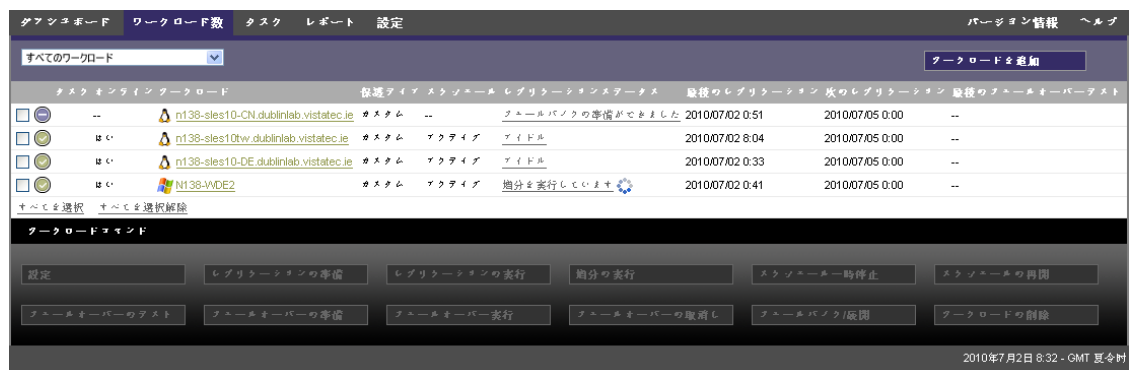 ダッシュボード ワークロード数 タスク レポート 設定 バージョン情報 ヘルプ
すべてのワークロード ワークロードを追加
タスク オンライン ワークロード 保護ティア スケジュール レプリケーションステータス 最後のレプリケーション 次のレプリケーション 最後のフェールオーバーテスト
-- n138-sles10-CN.dublinlab.vistatec.ie カスタム -- フェールバックの準備ができました 2010/07/02 0:51 2010/07/05 0:00 --
はい n138-sles10tw.dublinlab.vistatec.ie カスタム アクティブ アイドル 2010/07/02 8:04 2010/07/05 0:00 --
はい n138-sles10-DE.dublinlab.vistatec.ie カスタム アクティブ アイドル 2010/07/02 0:33 2010/07/05 0:00 --
はい N138-WDE2 カスタム アクティブ 増分を実行しています 2010/07/02 0:41 2010/07/05 0:00 --
すべてを選択 すべてを選択解除
ワークロードコマンド
設定 レプリケーションの準備 レプリケーションの実行 増分の実行 スケジュール一時停止 スケジュールの再開
フェールオーバーのテスト フェールオーバーの準備 フェールオーバー実行 フェールオーバーの取消し フェールバック/展開 ワークロードの削除
2010年7月2日 8:32 - GMT 夏令时